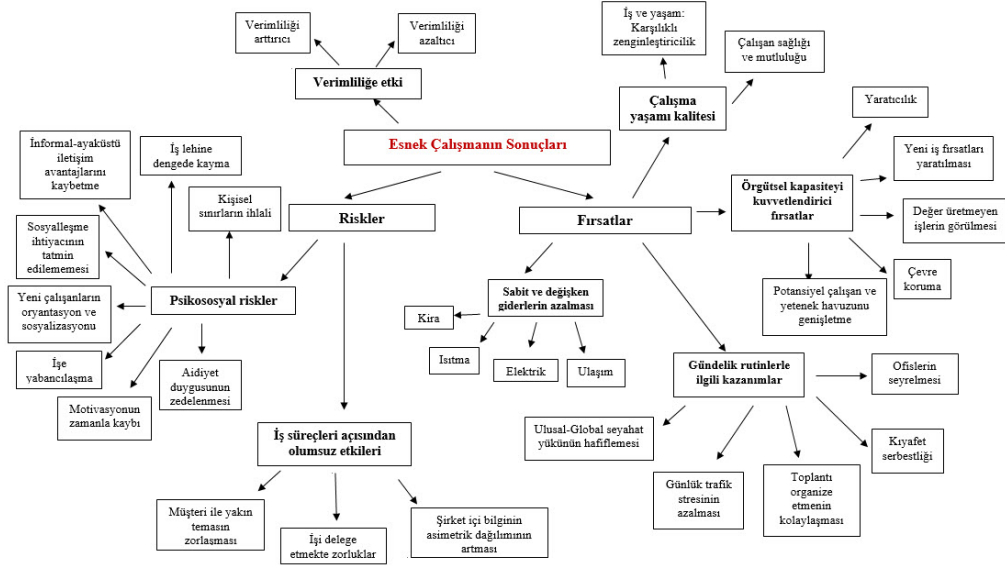 Verimliliği
arttırıcı
Verimliliği
azaltıcı
Verimliliğe etki
İş ve yaşam:
Karşılıklı
zenginleştiricilik
Çalışan sağlığı
ve mutluluğu
Çalışma
yaşamı kalitesi
Esnek Çalışmanın Sonuçları
Riskler
Fırsatlar
Yaratıcılık
Yeni iş fırsatları
yaratılması
Örgütsel kapasiteyi
kuvvetlendirici
fırsatlar
Değer üretmeyen
işlerin görülmesi
Çevre
koruma
Potansiyel çalışan ve
yetenek havuzunu
genişletme
İnformal-ayaküstü
iletişim
avantajlarını
kaybetme
İş lehine
dengede kayma
Kişisel
sınırların ihlali
Sosyalleşme
ihtiyacının
tatmin
edilememesi
Psikososyal riskler
Yeni çalışanların
oryantasyon ve
sosyalizasyonu
İşe
yabancılaşma
Motivasyonun
zamanla kaybı
Aidiyet
duygusunun
zedelenmesi
Sabit ve değişken
giderlerin azalması
Kira
Isıtma
Elektrik
Ulaşım
Gündelik rutinlerle
ilgili kazanımlar
Ofislerin
seyrelmesi
Kıyafet
serbestliği
Toplantı
organize
etmenin
kolaylaşması
Günlük trafik
stresinin
azalması
Ulusal-Global seyahat
yükünün hafiflemesi
İş süreçleri açısından
olumsuz etkileri
Müşteri ile yakın
temasın
zorlaşması
İşi delege
etmekte zorluklar
Şirket içi bilginin
asimetrik dağılımının
artması